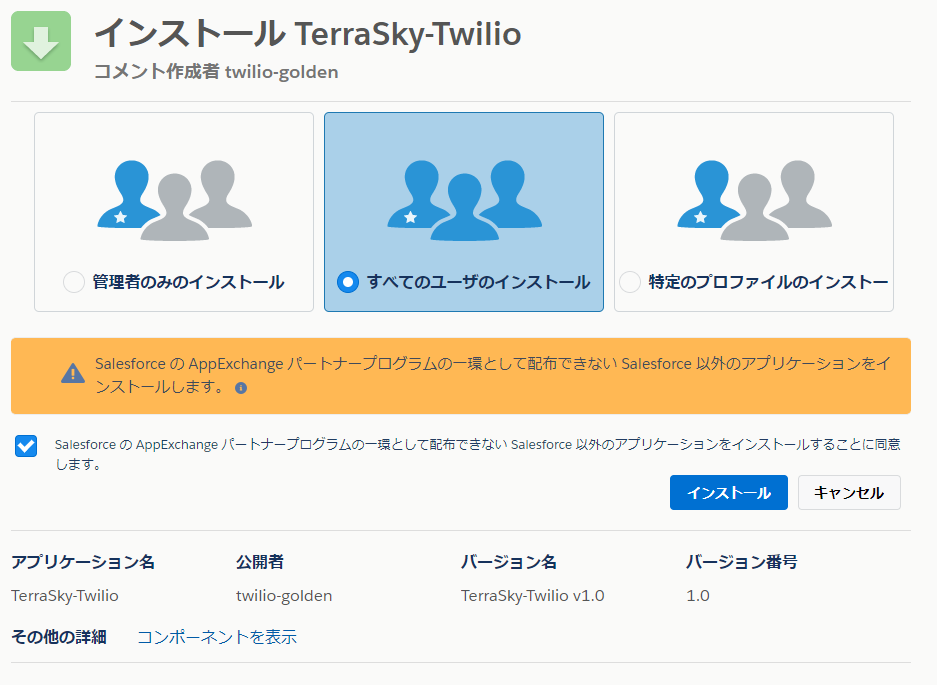 インストール TerraSky-Twilio
コメント作成者 twilio-golden
管理者のみのインストール
すべてのユーザのインストール
特定のプロファイルのインストー
Salesforce の AppExchange パートナープログラムの一環として配布できない Salesforce 以外のアプリケーションをイ
ンストールします。
Salesforce の AppExchange パートナープログラムの一環として配布できない Salesforce 以外のアプリケーションをインストールすることに同意
します。
インストール キャンセル
アプリケーション名 公開者 バージョン名 バージョン番号
TerraSky-Twilio twilio-golden TerraSky-Twilio v1.0 1.0
その他の詳細 コンポーネントを表示